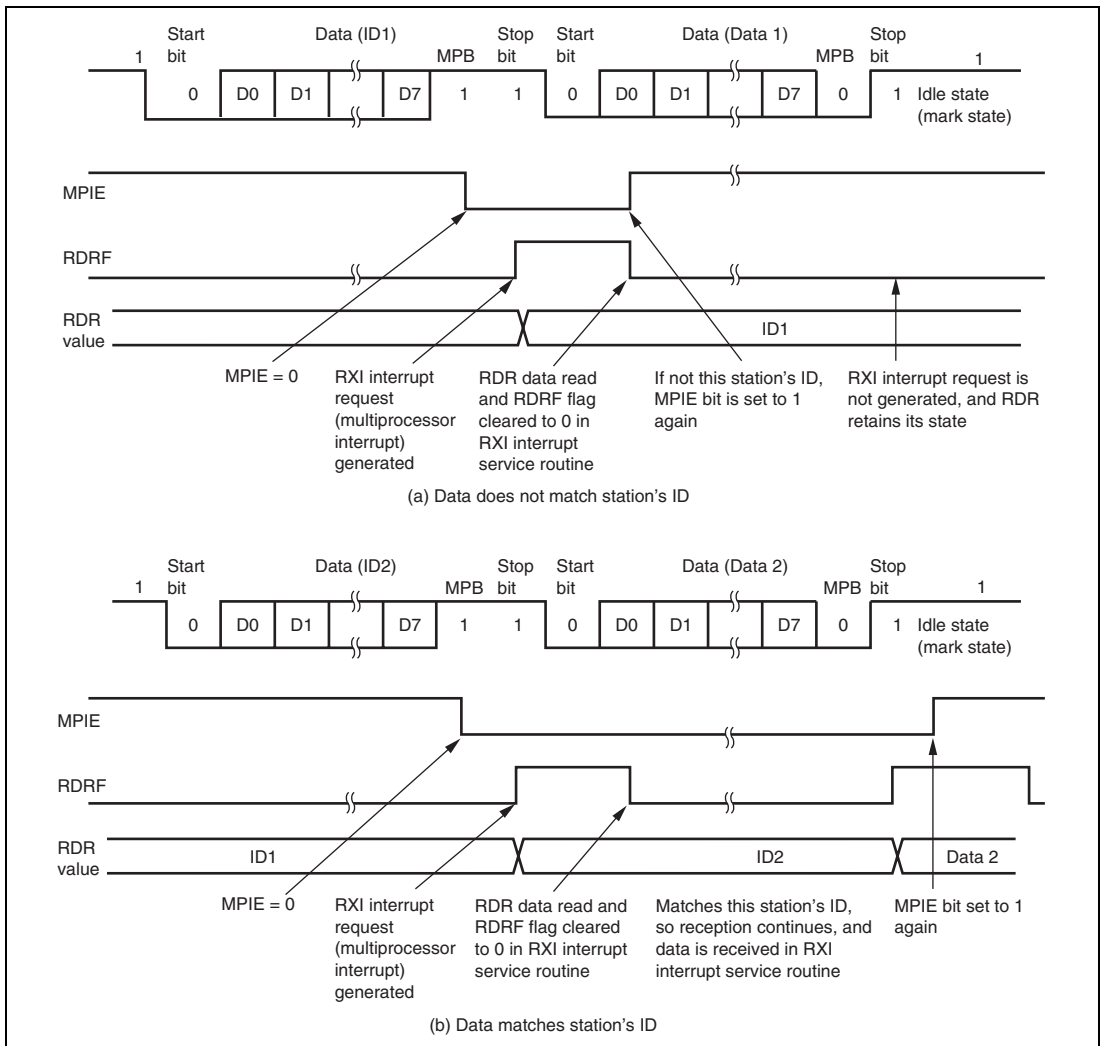 Start bit Data (ID1) MPB Stop bit Start bit Data (Data 1) MPB Stop bit
1 1
0 D0 D1 D7 1 1 0 D0 D1 D7 0 1 Idle state (mark state)
MPIE
RDRF
RDR value
ID1
MPIE = 0
RXI interrupt
request
(multiprocessor
interrupt)
generated
RDR data read
and RDRF flag
cleared to 0 in
RXI interrupt
service routine
If not this station's ID,
MPIE bit is set to 1
again
RXI interrupt request is
not generated, and RDR
retains its state
(a) Data does not match station's ID
Start bit Data (ID2) MPB Stop bit Start bit Data (Data 2) MPB Stop bit
1 1
0 D0 D1 D7 1 1 0 D0 D1 D7 0 1 Idle state (mark state)
MPIE
RDRF
RDR value
ID1 ID2 Data 2
MPIE = 0
RXI interrupt
request
(multiprocessor
interrupt)
generated
RDR data read and
RDRF flag cleared
to 0 in RXI interrupt
service routine
Matches this station's ID,
so reception continues, and
data is received in RXI
interrupt service routine
MPIE bit set to 1
again
(b) Data matches station's ID